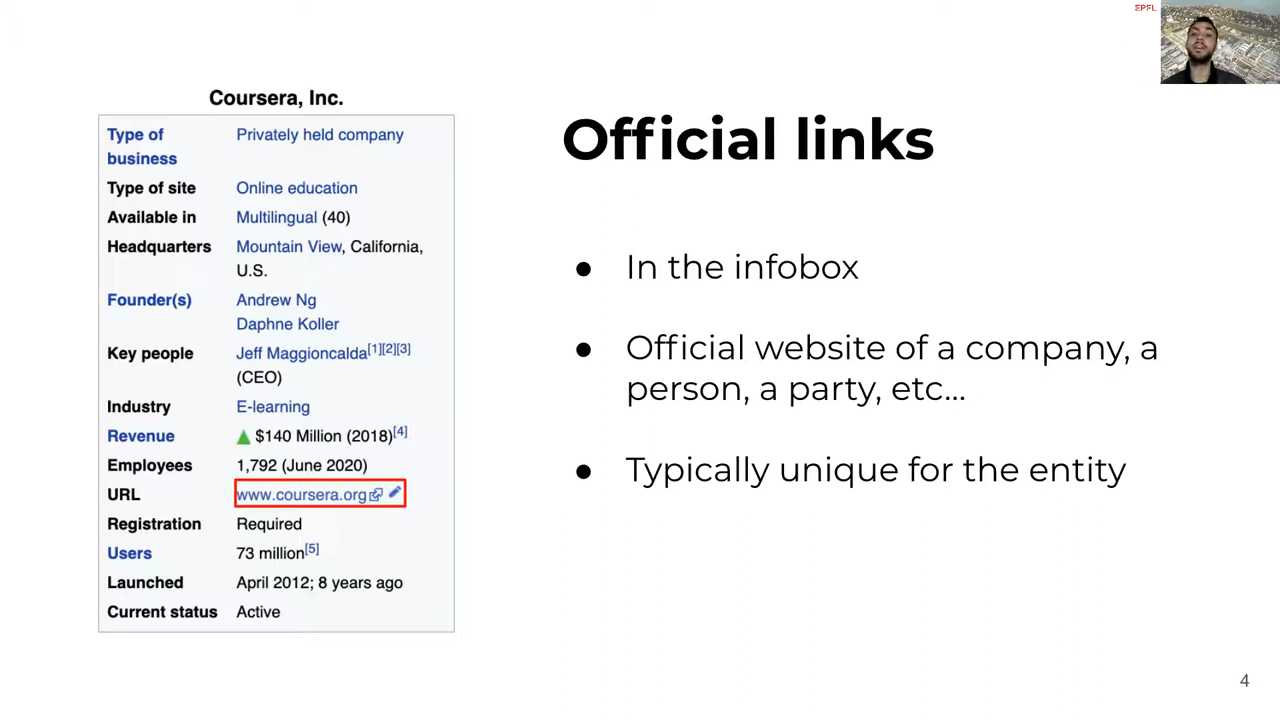 EPFL
Coursera, Inc.
Type of business Privately held company
Type of site Online education
Available in Multilingual (40)
Headquarters Mountain View, California, U.S.
Founder(s) Andrew Ng
Daphne Koller
Key people Jeff Maggioncalda[1][2][3] (CEO)
Industry E-learning
Revenue ▲ $140 Million (2018)[4]
Employees 1,792 (June 2020)
URL www.coursera.org
Registration Required
Users 73 million[5]
Launched April 2012; 8 years ago
Current status Active
Official links
● In the infobox
● Official website of a company, a
person, a party, etc...
● Typically unique for the entity
4